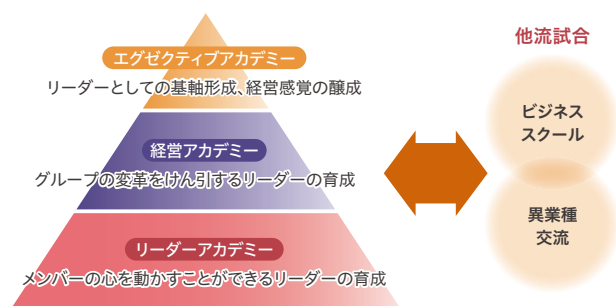 エグゼクティブアカデミー
リーダーとしての基軸形成、経営感覚の醸成
経営アカデミー
グループの変革をけん引するリーダーの育成
リーダーアカデミー
メンバーの心を動かすことができるリーダーの育成
他流試合
ビジネス
スクール
異業種
交流